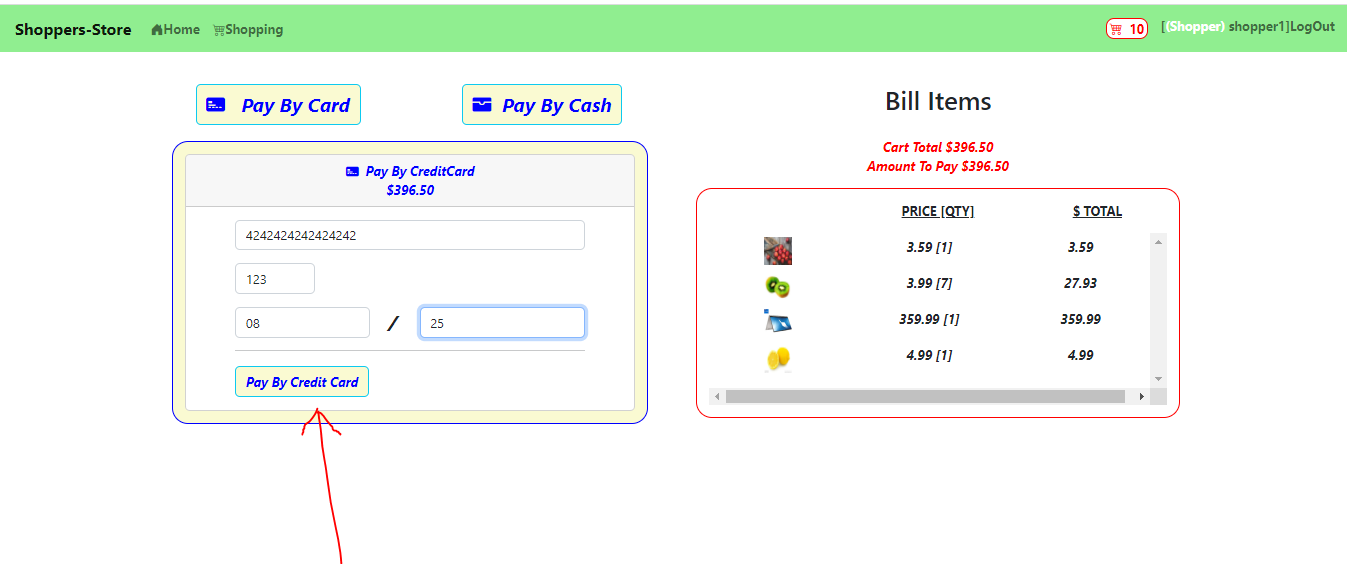 Shoppers-Store Home Shopping 10 [(Shopper) shopper1]LogOut
Pay By Card Pay By Cash
Pay By CreditCard
$396.50
4242424242424242
123
08 / 25
Pay By Credit Card
Bill Items
Cart Total $396.50
Amount To Pay $396.50
PRICE [QTY] $ TOTAL
3.59 [1] 3.59
3.99 [7] 27.93
359.99 [1] 359.99
4.99 [1] 4.99